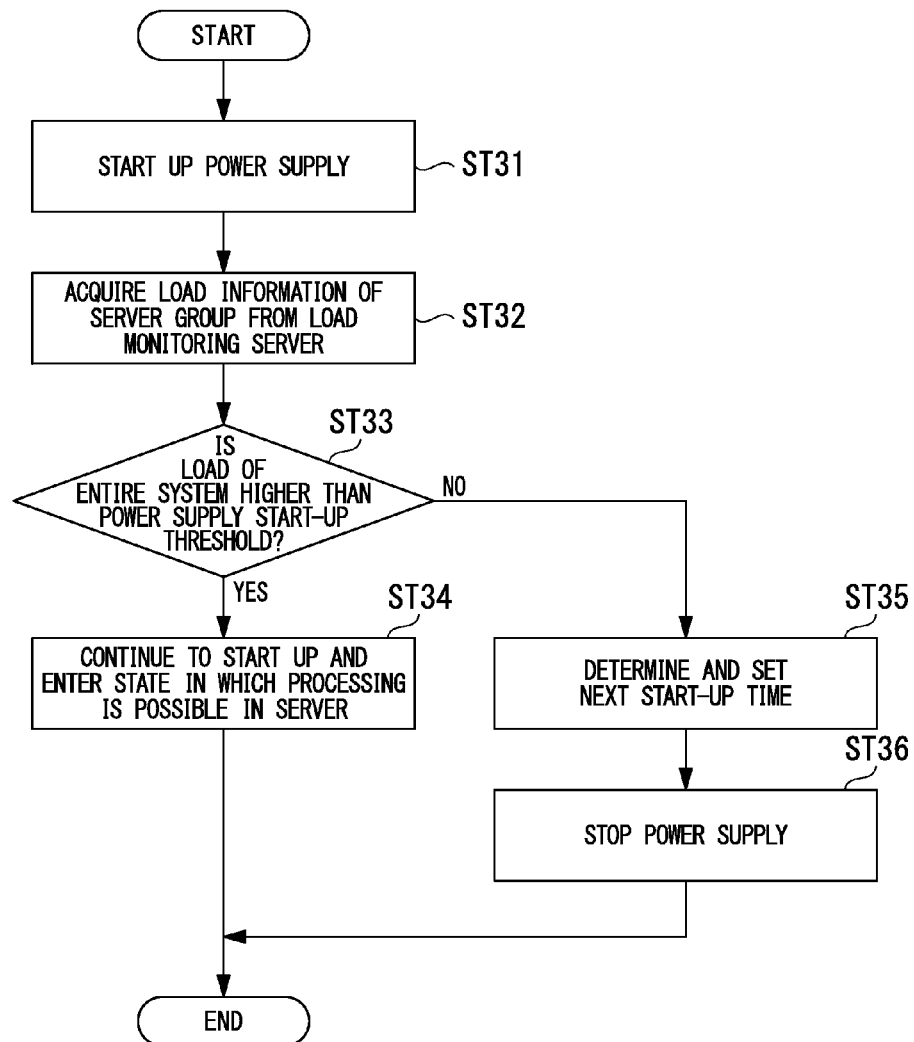 START
START UP POWER SUPPLY
ST31
ACQUIRE LOAD INFORMATION OF
SERVER GROUP FROM LOAD
MONITORING SERVER
ST32
ST33
IS
LOAD OF
ENTIRE SYSTEM HIGHER THAN
POWER SUPPLY START-UP
THRESHOLD?
NO
YES
ST34
CONTINUE TO START UP AND
ENTER STATE IN WHICH PROCESSING
IS POSSIBLE IN SERVER
ST35
DETERMINE AND SET
NEXT START-UP TIME
ST36
STOP POWER SUPPLY
END